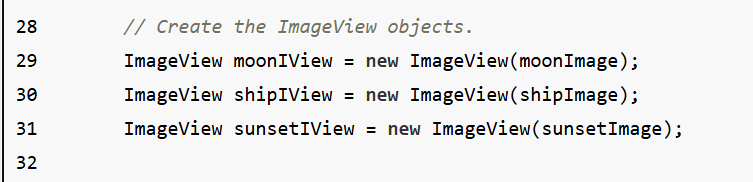 28 // Create the ImageView objects.
29 ImageView moonIView = new ImageView(moonImage);
30 ImageView shipIView = new ImageView(shipImage);
31 ImageView sunsetIView = new ImageView(sunsetImage);
32